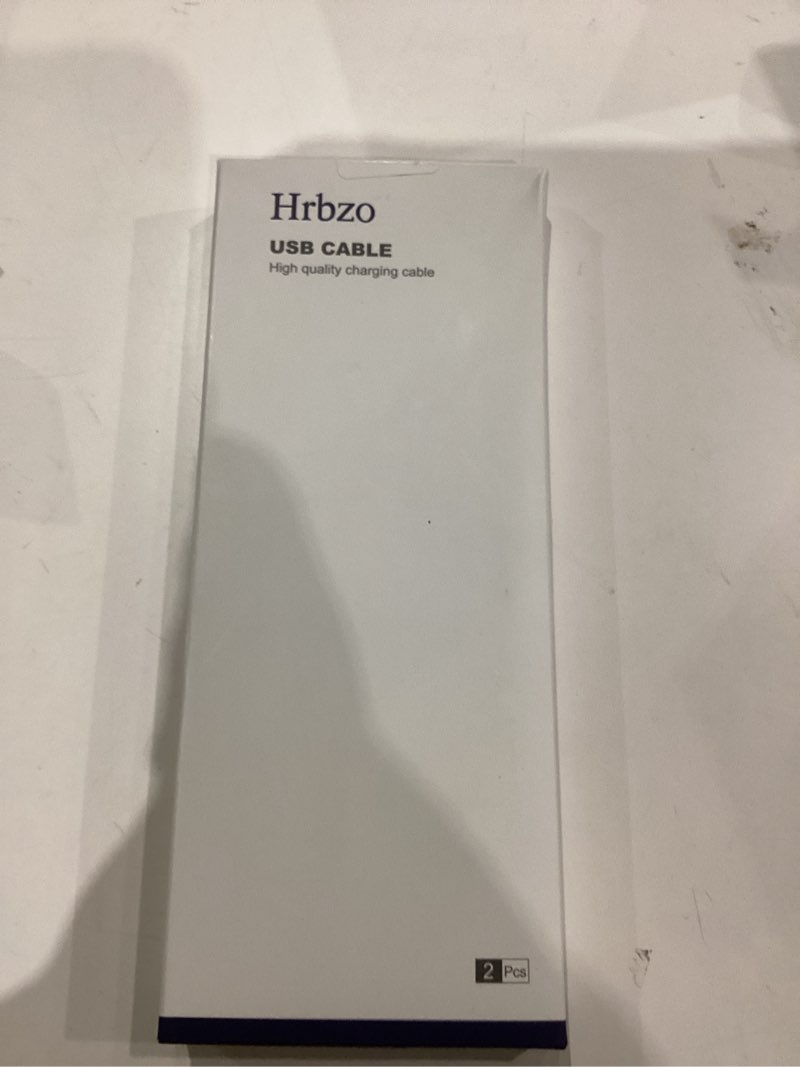 Hrbzo
USB CABLE
High quality charging cable
2 Pcs